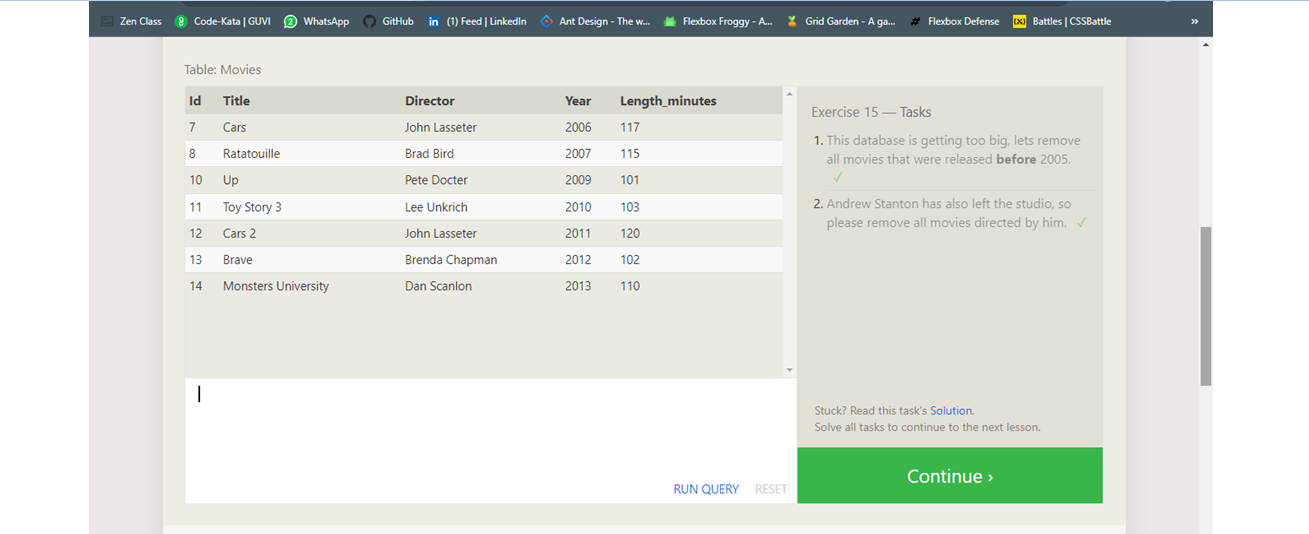 Zen Class Code-Kata | GUVI WhatsApp GitHub (1) Feed | LinkedIn Ant Design - The w... Flexbox Froggy - A... Grid Garden - A ga... Flexbox Defense Battles | CSSBattle »
Table: Movies
Id Title Director Year Length_minutes
7 Cars John Lasseter 2006 117
8 Ratatouille Brad Bird 2007 115
10 Up Pete Docter 2009 101
11 Toy Story 3 Lee Unkrich 2010 103
12 Cars 2 John Lasseter 2011 120
13 Brave Brenda Chapman 2012 102
14 Monsters University Dan Scanlon 2013 110
RUN QUERY RESET
Exercise 15 — Tasks
1. This database is getting too big, lets remove
all movies that were released before 2005.
✓
2. Andrew Stanton has also left the studio, so
please remove all movies directed by him. ✓
Stuck? Read this task's Solution.
Solve all tasks to continue to the next lesson.
Continue ›